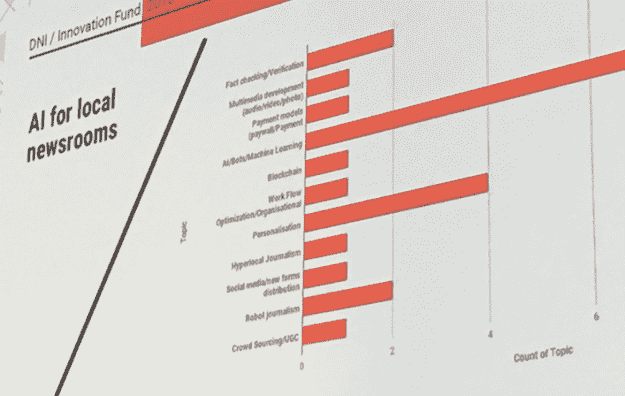 DNI / Innovation Fund
AI for local
newsrooms
Fact checking/Verification
Multimedia development
(audio/video/photo)
Payment models
(paywall/Payment
AI/Bots/Machine Learning
Blockchain
Work Flow
Optimization/Organisational
Personalisation
Hyperlocal Journalism
Social media/new forms
distribution
Robot journalism
Crowd Sourcing/UGC
Topic
0
2
4
6
Count of Topic